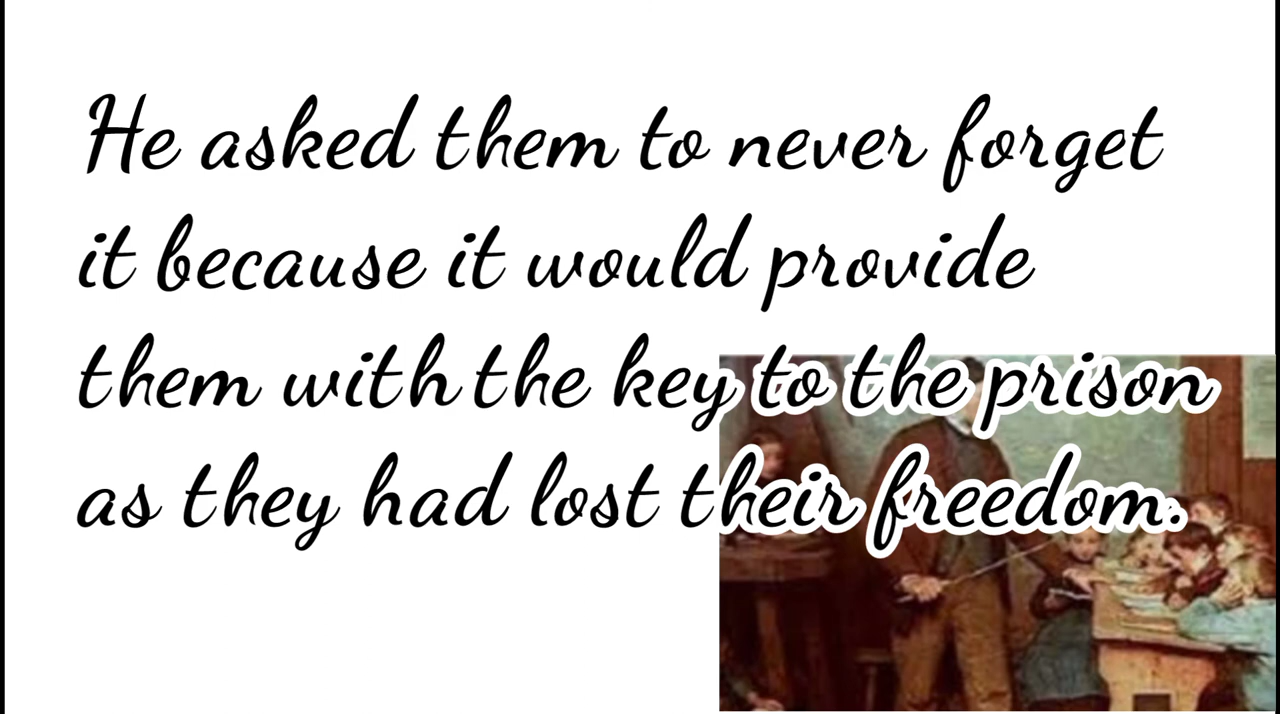 He asked them to never forget
it because it would provide
them with the key to the prison
as they had lost their freedom.